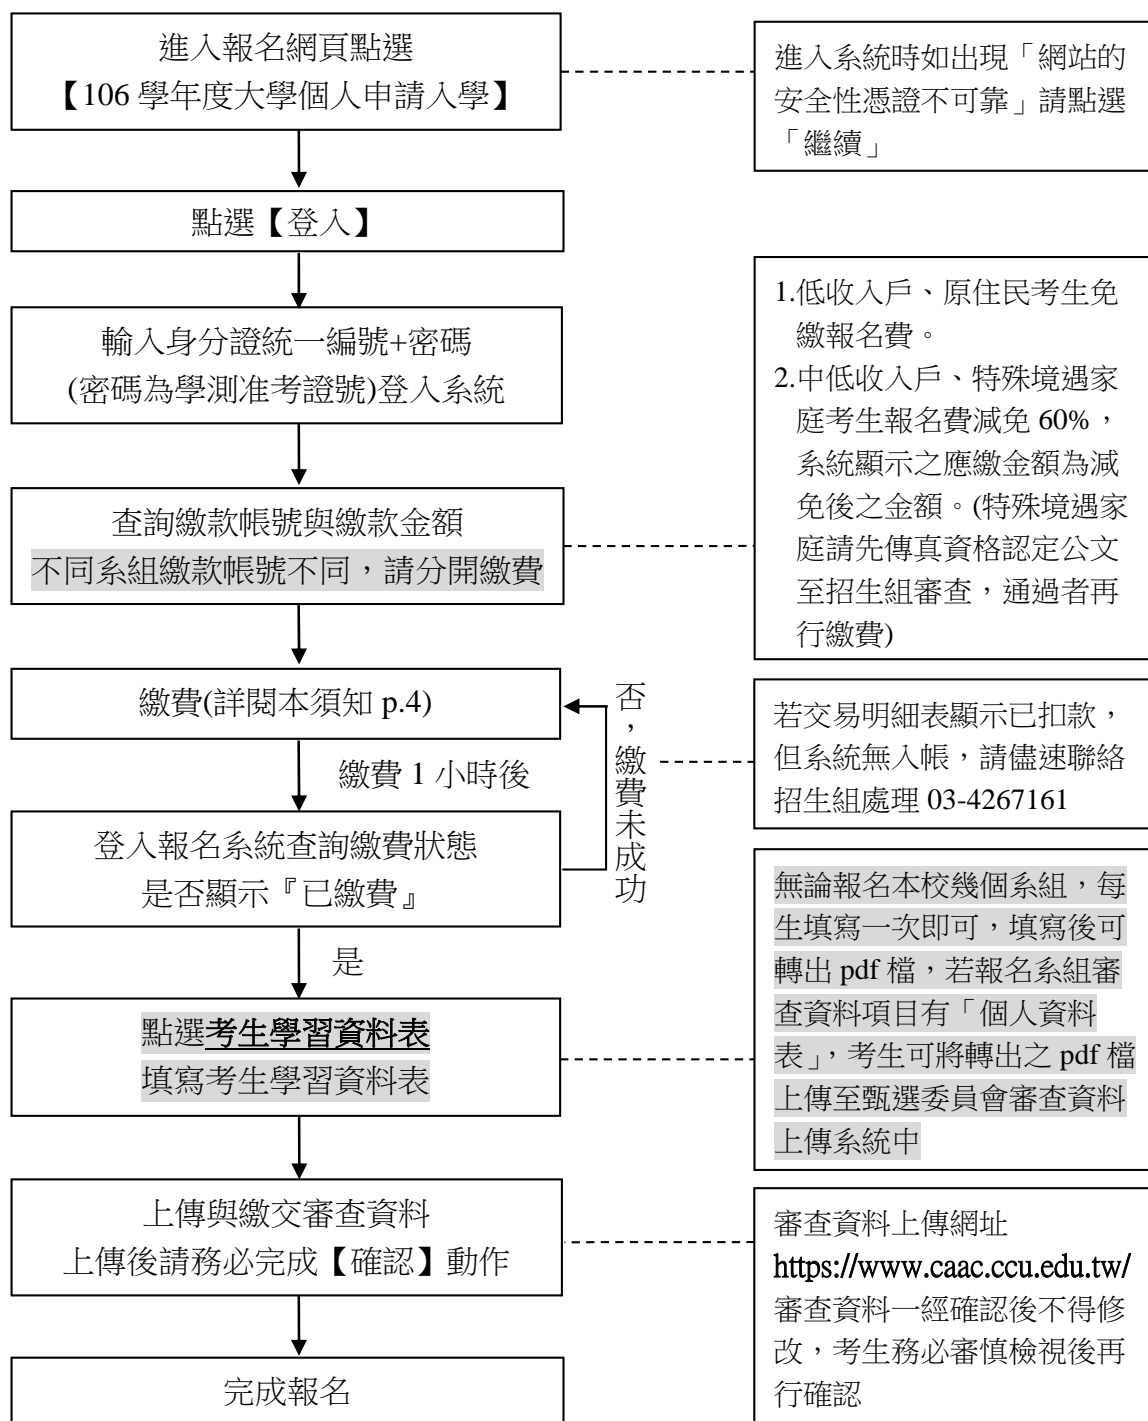 進入報名網頁點選
【106 學年度大學個人申請入學】
進入系統時如出現「網站的
安全性憑證不可靠」請點選
「繼續」
點選【登入】
輸入身分證統一編號+密碼
(密碼為學測准考證號)登入系統
1.低收入戶、原住民考生免
繳報名費。
2.中低收入戶、特殊境遇家
庭考生報名費減免 60%，
系統顯示之應繳金額為減
免後之金額。(特殊境遇家
庭請先傳真資格認定公文
至招生組審查，通過者再
行繳費)
查詢繳款帳號與繳款金額
不同系組繳款帳號不同，請分開繳費
繳費(詳閱本須知 p.4)
否，繳費未成功
若交易明細表顯示已扣款，
但系統無入帳，請儘速聯絡
招生組處理 03-4267161
繳費 1 小時後
登入報名系統查詢繳費狀態
是否顯示『已繳費』
是
無論報名本校幾個系組，每
生填寫一次即可，填寫後可
轉出 pdf 檔，若報名系組審
查資料項目有「個人資料
表」，考生可將轉出之 pdf 檔
上傳至甄選委員會審查資料
上傳系統中
點選考生學習資料表
填寫考生學習資料表
上傳與繳交審查資料
上傳後請務必完成【確認】動作
審查資料上傳網址
https://www.caac.ccu.edu.tw/
審查資料一經確認後不得修
改，考生務必審慎檢視後再
行確認
完成報名